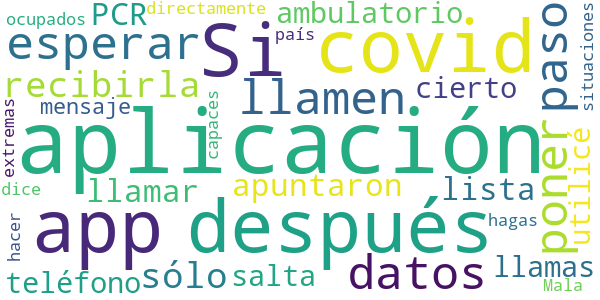 ocupados PCR directamente
ambulatorio
esperar Si país covid
recibirla llamen cierto paso situaciones
mensaje
extremas aplicación capaces poner utilicé
dice llamar apuntaron lista
app después hagas
hacer datos llamas
teléfono sólo salta Mala